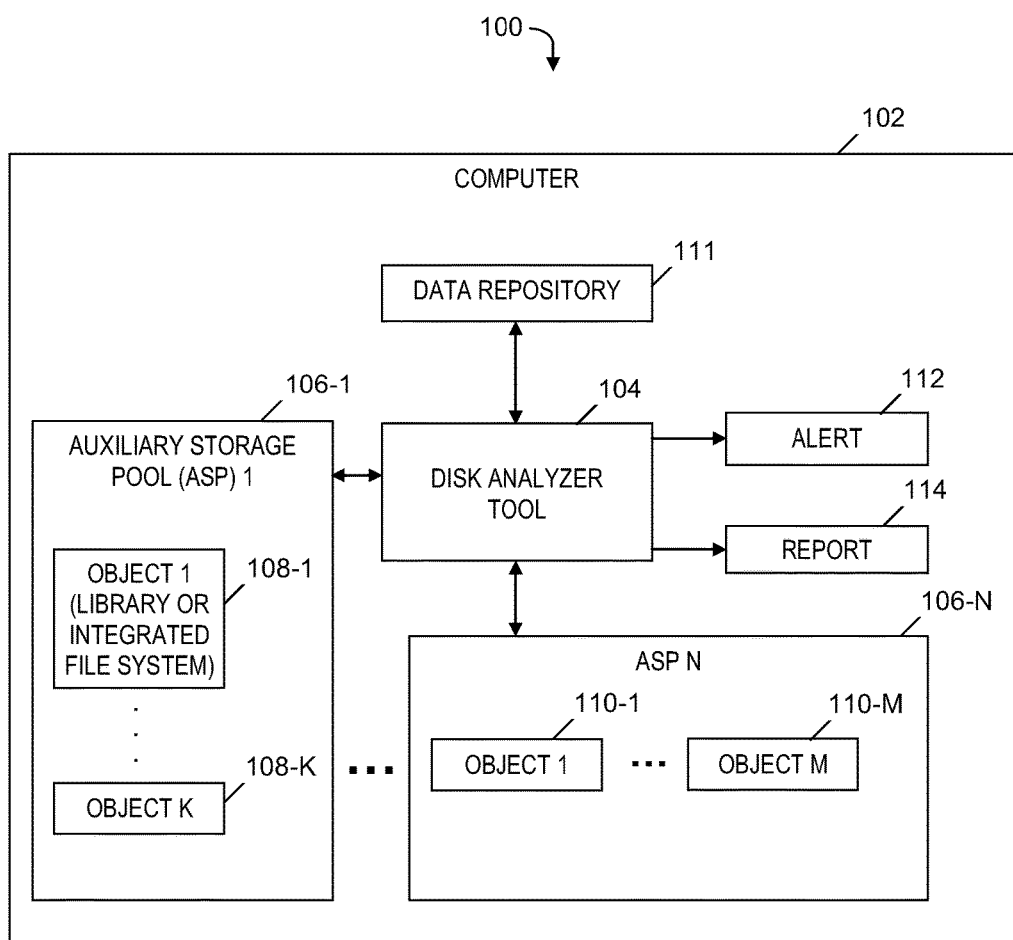 100
102
COMPUTER
111
DATA REPOSITORY
106-1
104
112
AUXILIARY STORAGE
POOL (ASP) 1
DISK ANALYZER
TOOL
ALERT
114
REPORT
OBJECT 1
(LIBRARY OR
INTEGRATED
FILE SYSTEM)
108-1
106-N
ASP N
110-1
110-M
108-K
OBJECT 1
OBJECT M
OBJECT K